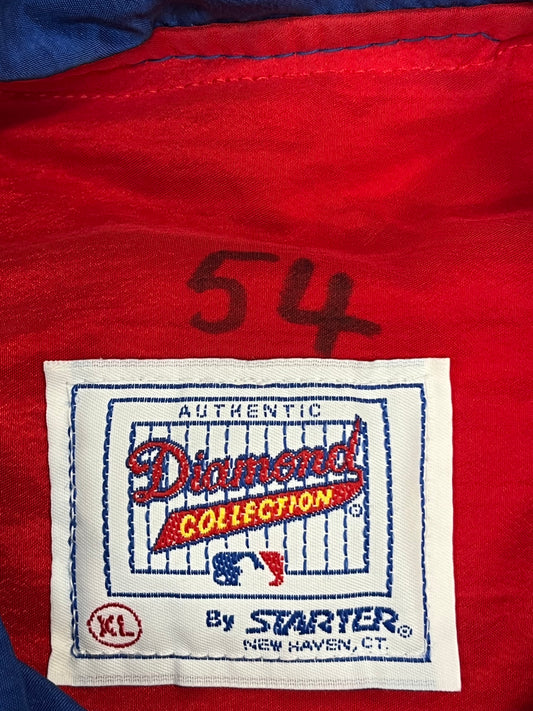 54
AUTHENTIC
Diamond
COLLECTION®
XL
By STARTER®
NEW HAVEN, CT.